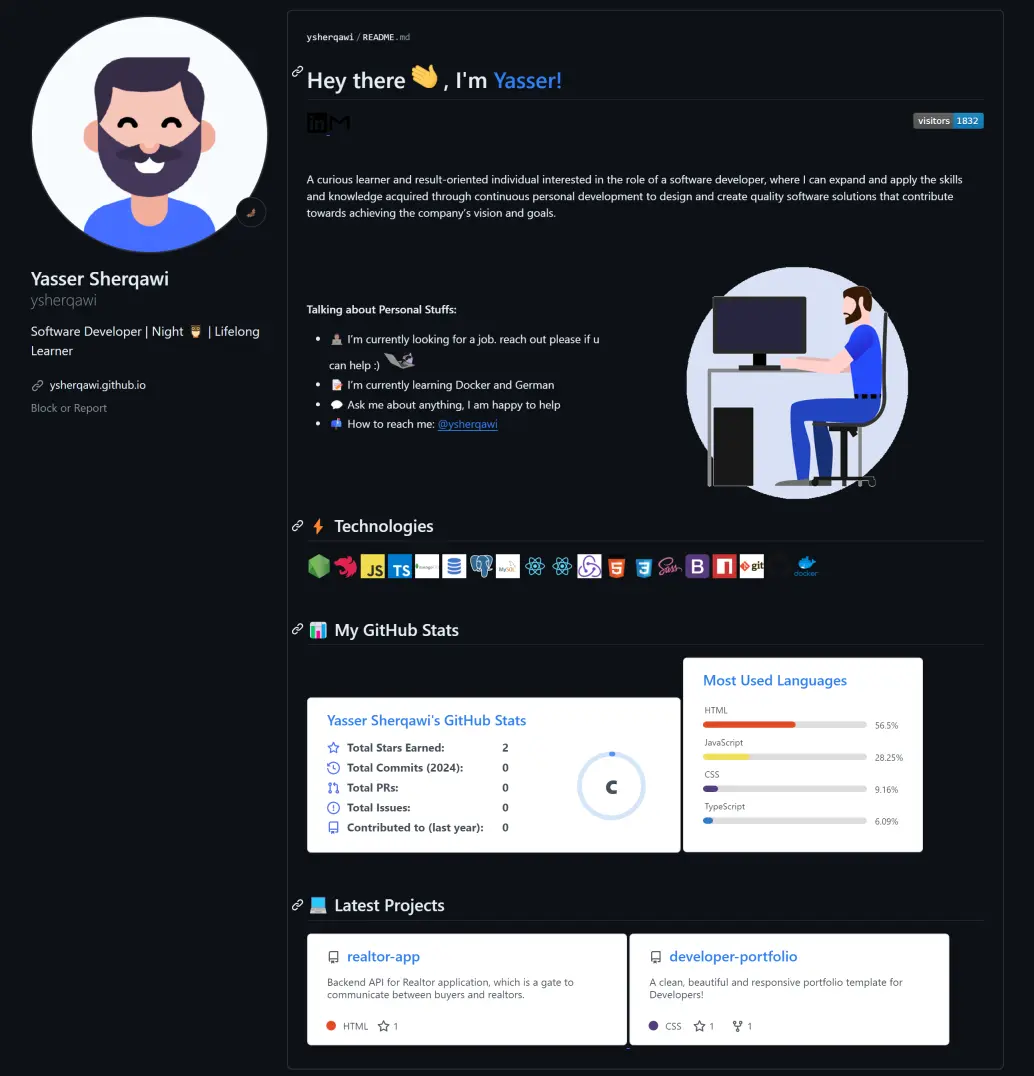 Yasser Sherqawi
ysherqawi
Software Developer | Night 🦉 | Lifelong
Learner
ysherqawi.github.io
Block or Report
ysherqawi/README.md
Hey there 👋, I'm Yasser!
in M
visitors 1832
A curious learner and result-oriented individual interested in the role of a software developer, where I can expand and apply the skills
and knowledge acquired through continuous personal development to design and create quality software solutions that contribute
towards achieving the company's vision and goals.
Talking about Personal Stuffs:
I'm currently looking for a job. reach out please if u
can help :)
I'm currently learning Docker and German
Ask me about anything, I am happy to help
How to reach me: @ysherqawi
⚡ Technologies
JS TS MySQL 5 3 Sass B git docker
📊 My GitHub Stats
Yasser Sherqawi's GitHub Stats
Total Stars Earned: 2
Total Commits (2024): 0
Total PRs: 0
Total Issues: 0
Contributed to (last year): 0
C
Most Used Languages
HTML
56.5%
JavaScript
28.25%
CSS
9.16%
TypeScript
6.09%
💻 Latest Projects
realtor-app
Backend API for Realtor application, which is a gate to
communicate between buyers and realtors.
HTML 1
developer-portfolio
A clean, beautiful and responsive portfolio template for
Developers!
CSS 1 1